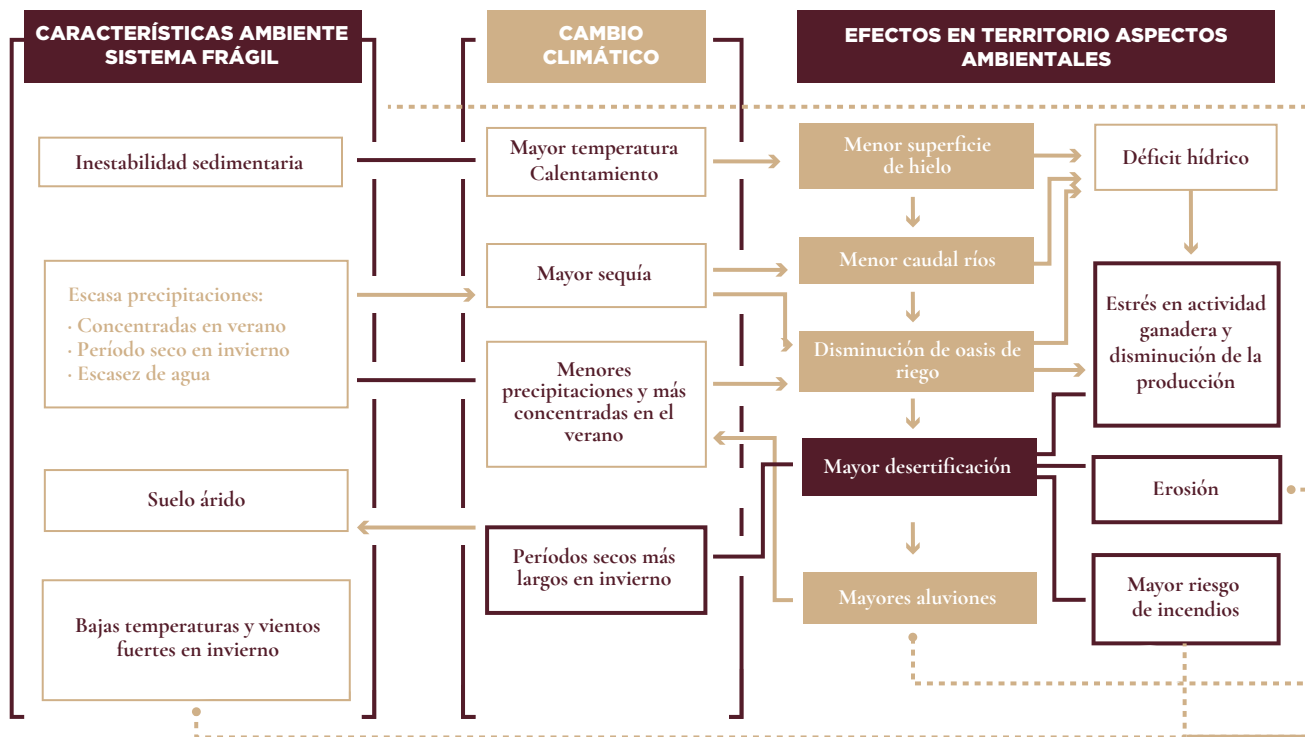 CARACTERÍSTICAS AMBIENTE
SISTEMA FRÁGIL
Inestabilidad sedimentaria
Escasa precipitaciones:
· Concentradas en verano
· Período seco en invierno
· Escasez de agua
Suelo árido
Bajas temperaturas y vientos
fuertes en invierno
CAMBIO
CLIMÁTICO
Mayor temperatura
Calentamiento
Mayor sequía
Menores
precipitaciones y más
concentradas en el
verano
Períodos secos más
largos en invierno
EFECTOS EN TERRITORIO ASPECTOS
AMBIENTALES
Menor superficie
de hielo
Menor caudal ríos
Disminución de oasis de
riego
Mayor desertificación
Mayores aluviones
Déficit hídrico
Estrés en actividad
ganadera y
disminución de la
producción
Erosión
Mayor riesgo
de incendios